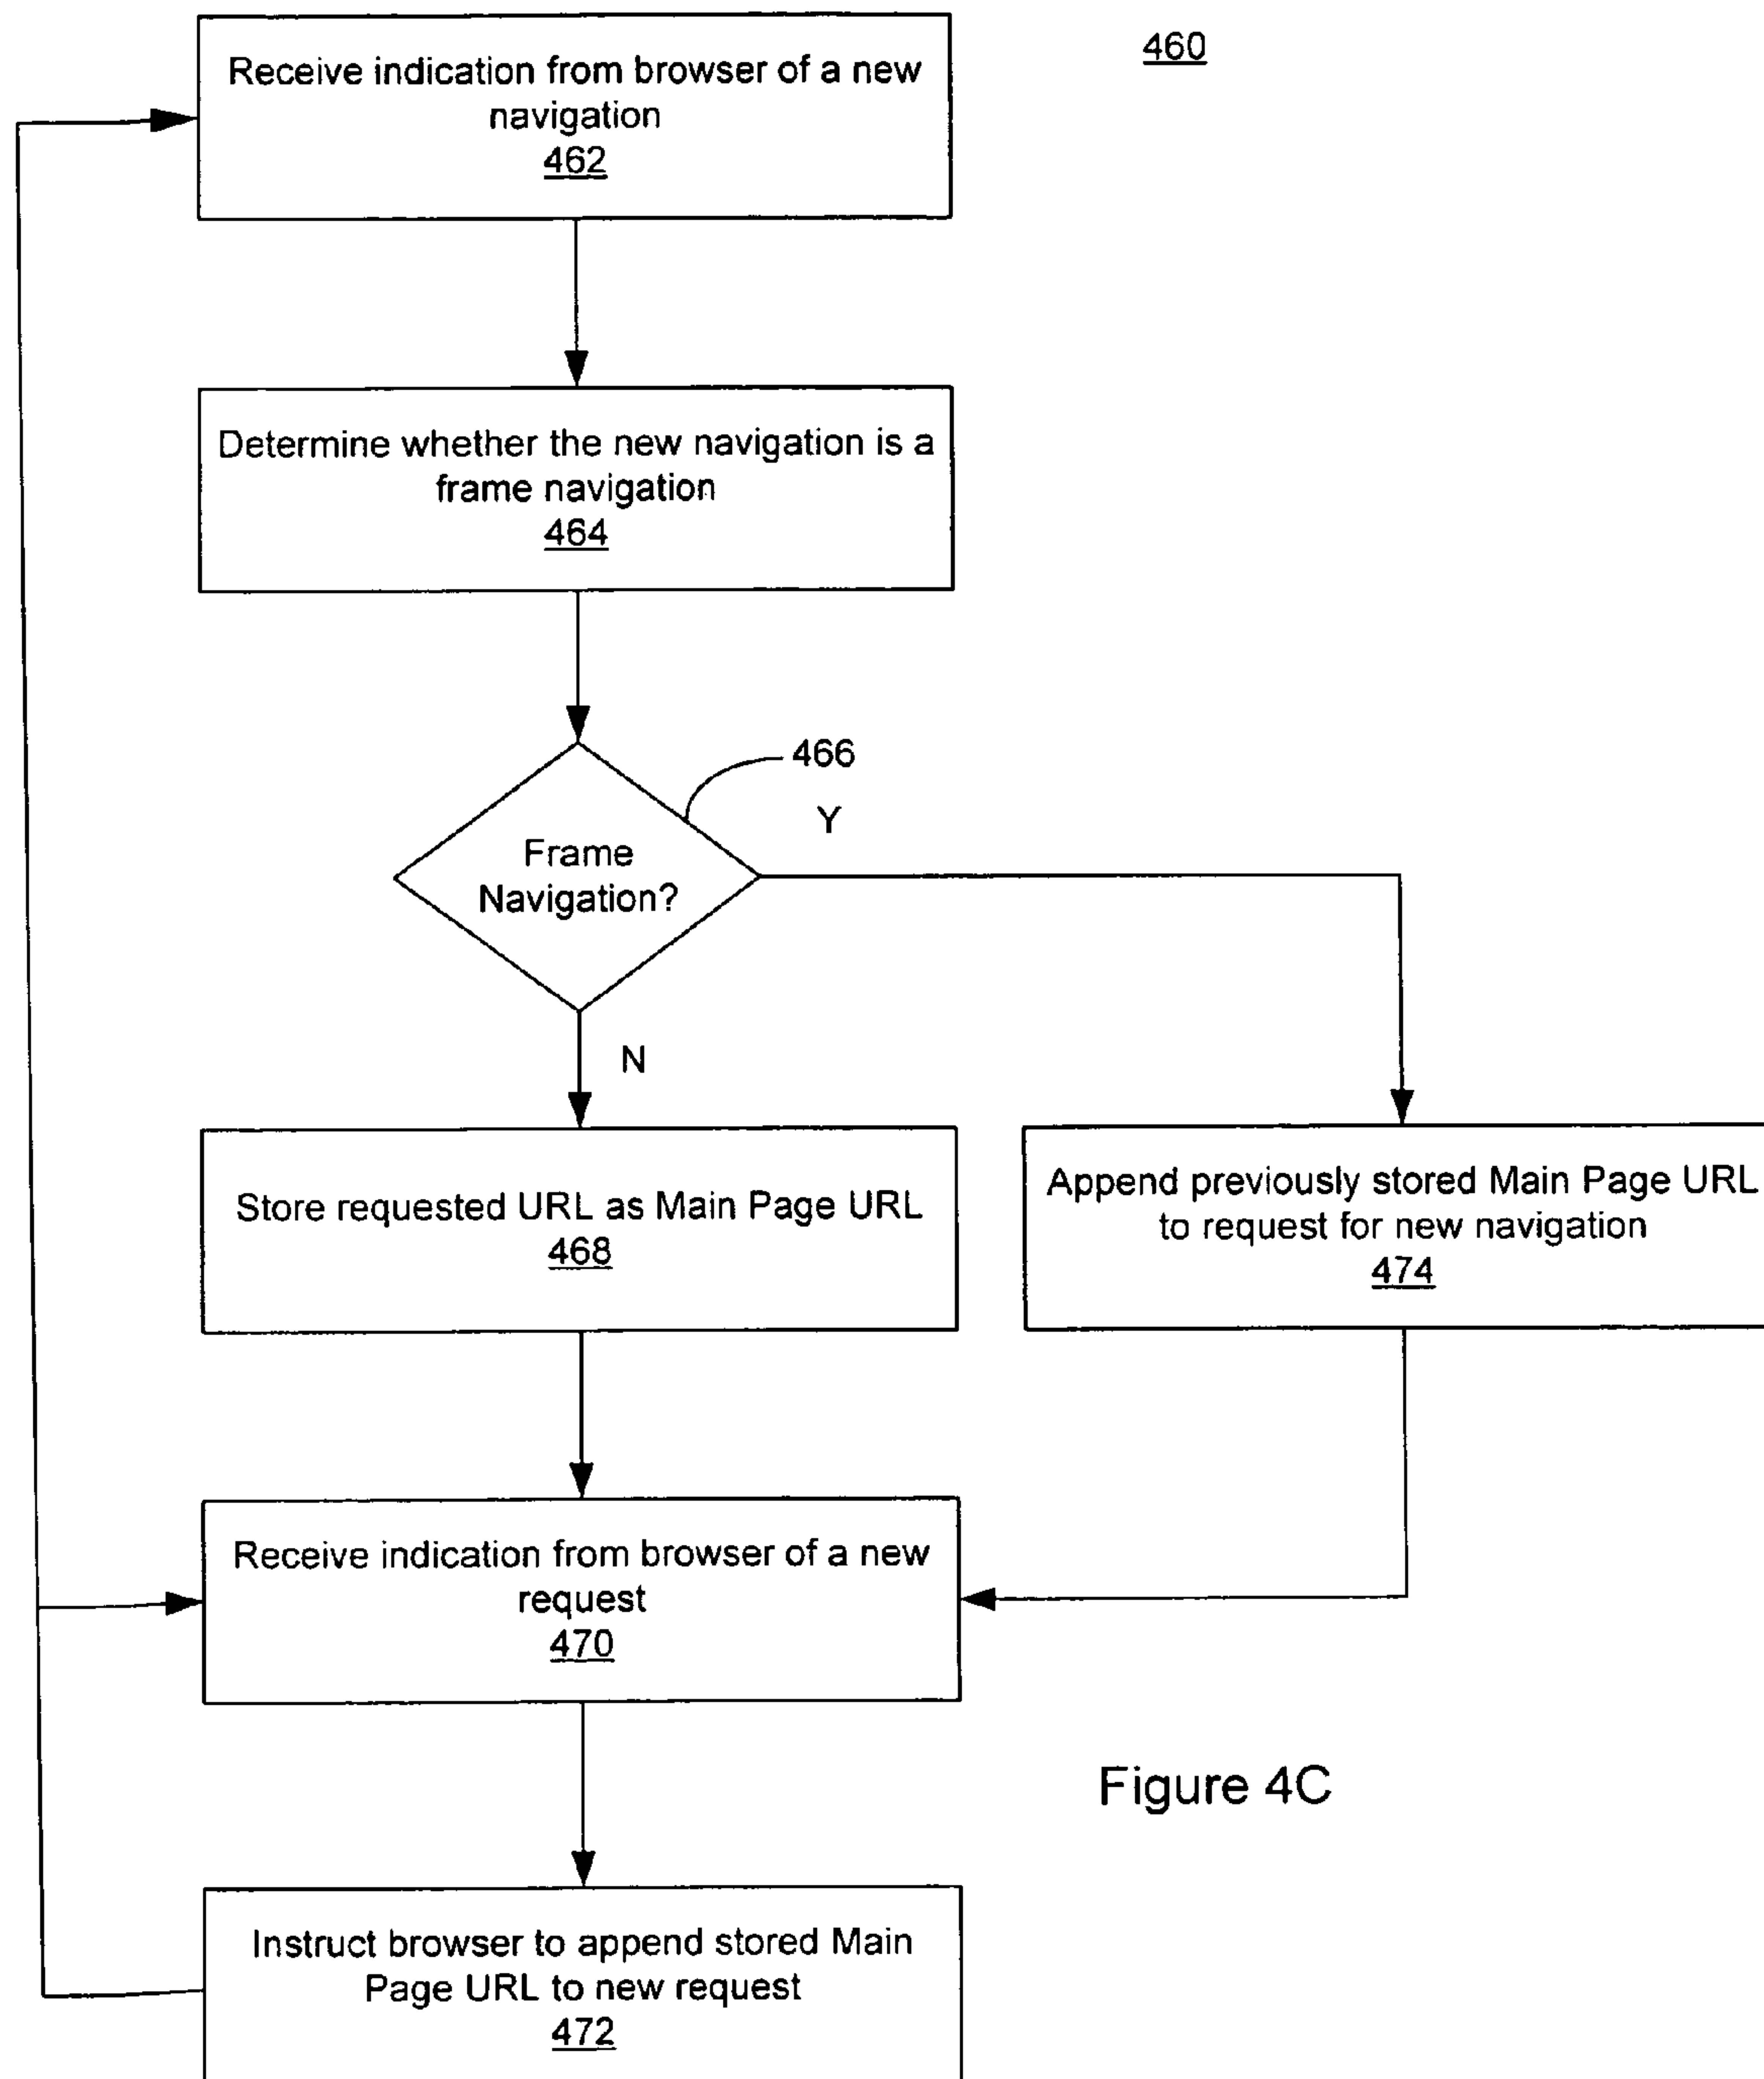 460
Receive indication from browser of a new
navigation
462
Determine whether the new navigation is a
frame navigation
464
466
Y
Frame
Navigation?
N
Store requested URL as Main Page URL
468
Append previously stored Main Page URL
to request for new navigation
474
Receive indication from browser of a new
request
470
Figure 4C
Instruct browser to append stored Main
Page URL to new request
472